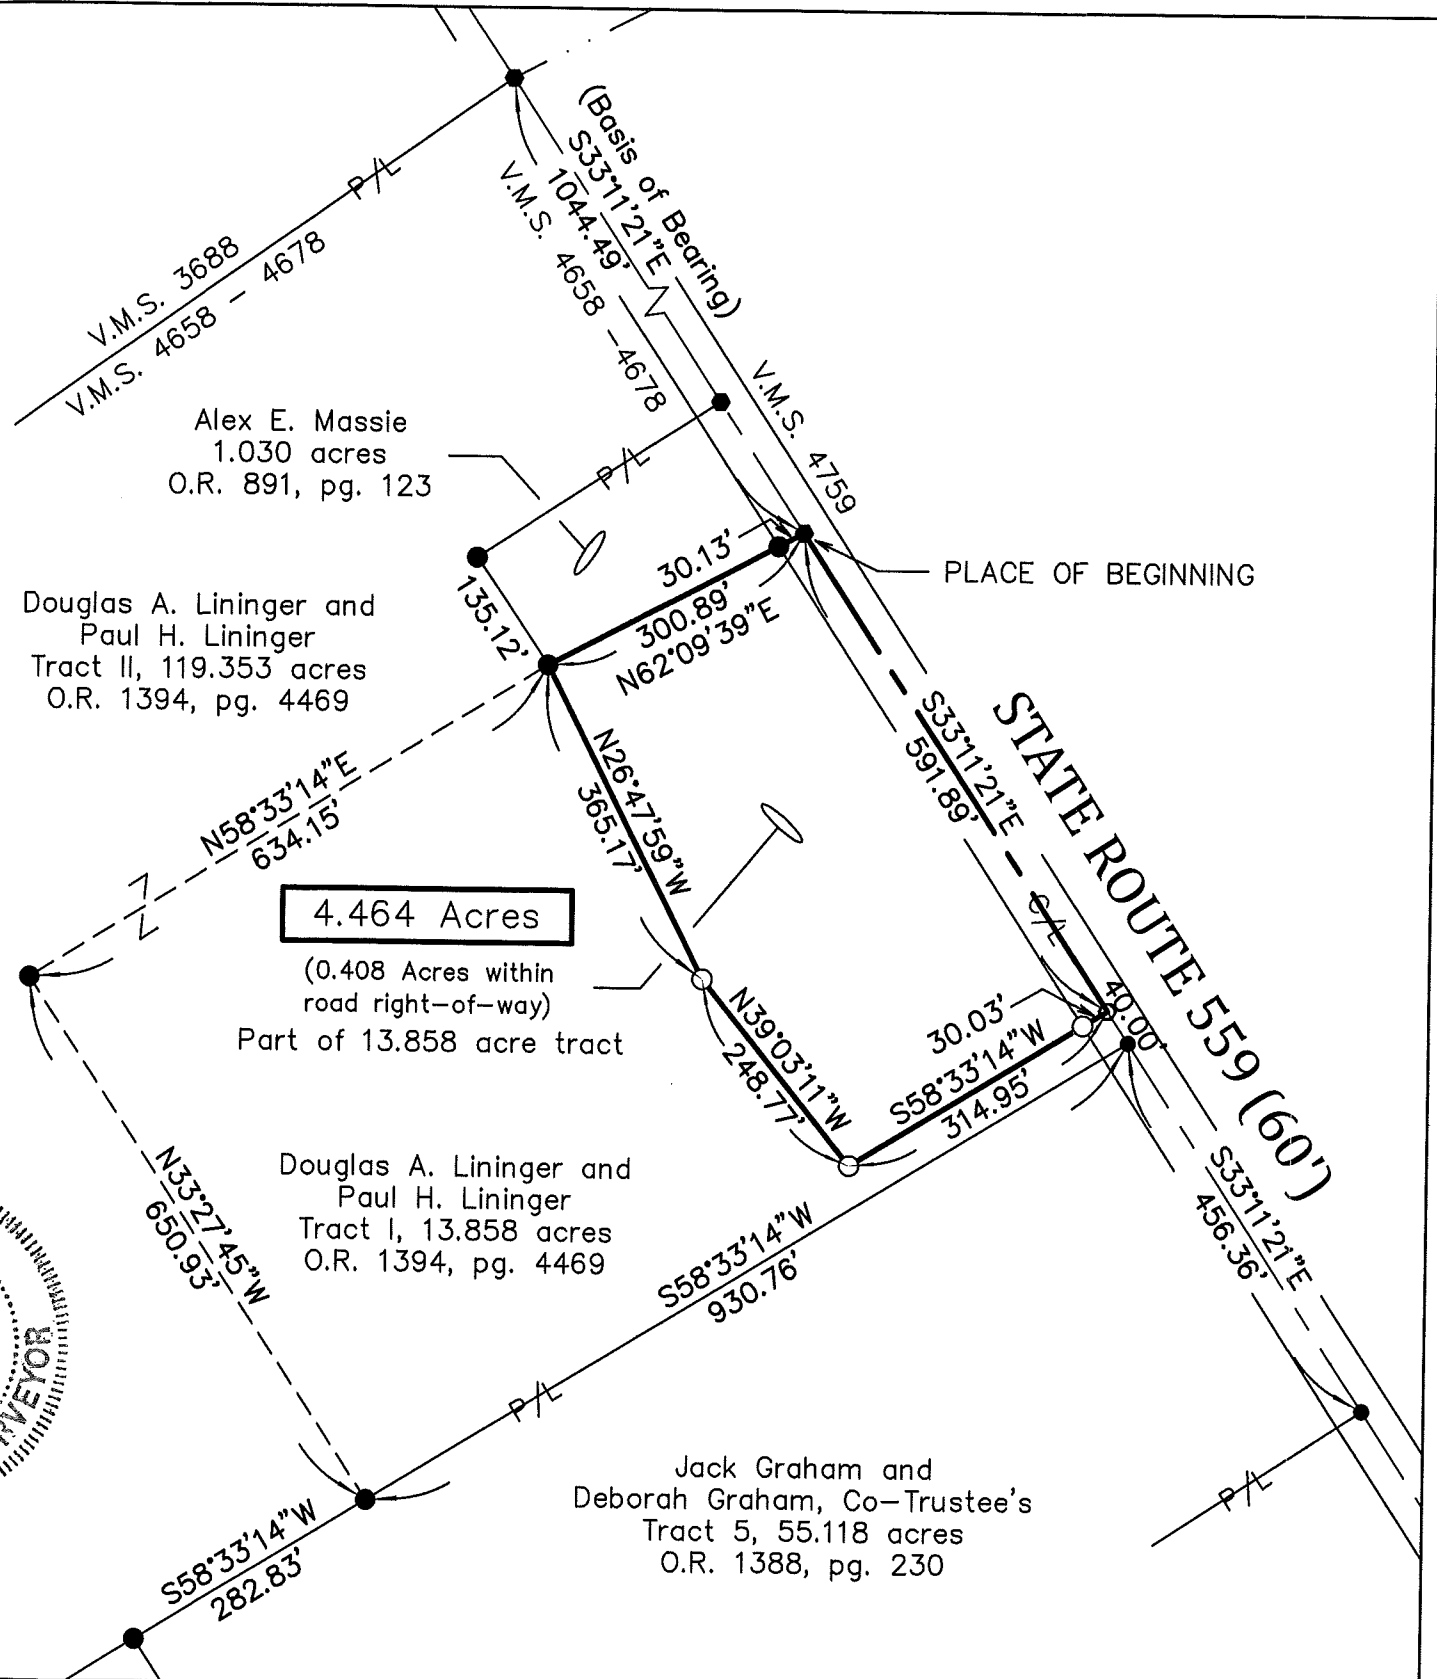 (Basis of Bearing)
S33°11'21"E
1044.49'
V.M.S. 4658 - 4678
P/L
V.M.S. 3688
V.M.S. 4658 - 4678
V.M.S. 4759
Alex E. Massie
1.030 acres
O.R. 891, pg. 123
P/L
30.13'
300.89'
N62°09'39"E
135.12'
PLACE OF BEGINNING
Douglas A. Lininger and
Paul H. Lininger
Tract II, 119.353 acres
O.R. 1394, pg. 4469
N58°33'14"E
634.15'
N26°47'59"W
365.17'
S33°11'21"E
591.89'
STATE ROUTE 559 (60')
C/L
4.464 Acres
(0.408 Acres within
road right-of-way)
Part of 13.858 acre tract
N39°03'11"W
248.77'
30.03'
S58°33'14"W
314.95'
40.00'
N33°27'45"W
650.93'
Douglas A. Lininger and
Paul H. Lininger
Tract I, 13.858 acres
O.R. 1394, pg. 4469
S58°33'14"W
930.76'
S33°11'21"E
456.36'
P/L
P/L
Jack Graham and
Deborah Graham, Co-Trustee's
Tract 5, 55.118 acres
O.R. 1388, pg. 230
S58°33'14"W
282.83'
RVEYOR